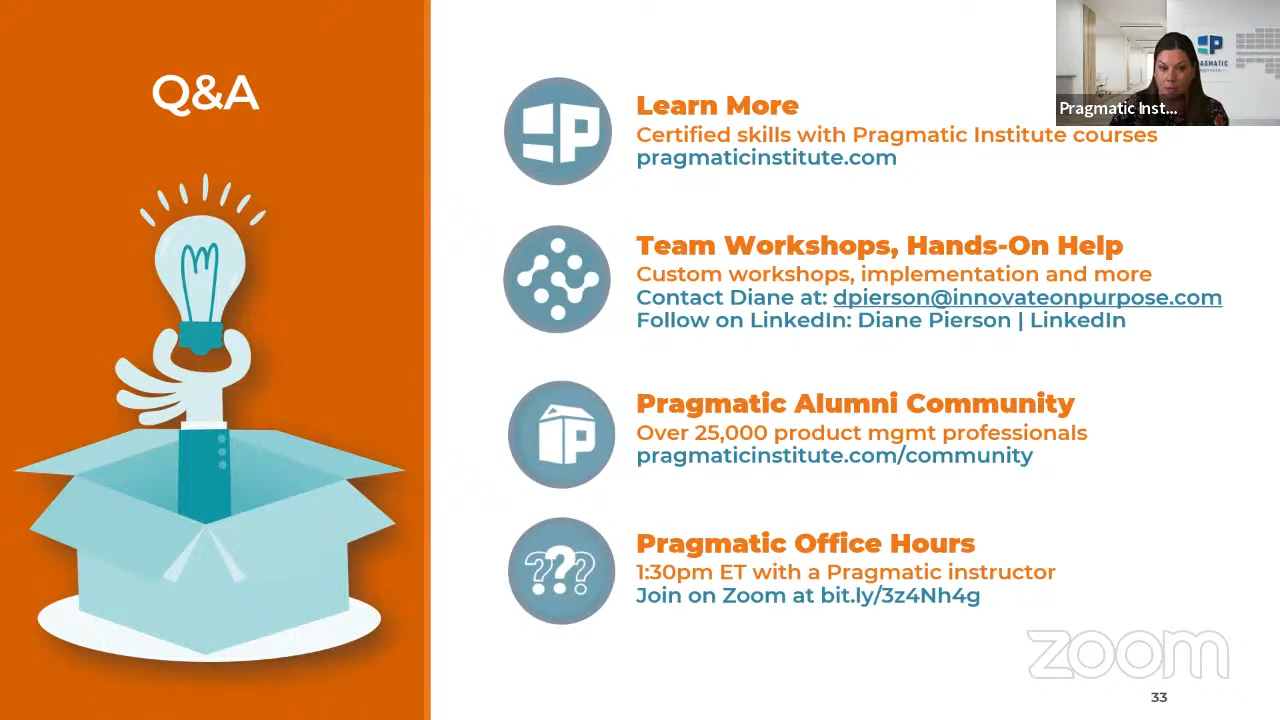 Q&A
Learn More
Certified skills with Pragmatic Institute courses
pragmaticinstitute.com
Team Workshops, Hands-On Help
Custom workshops, implementation and more
Contact Diane at: dpierson@innovateonpurpose.com
Follow on LinkedIn: Diane Pierson | LinkedIn
Pragmatic Alumni Community
Over 25,000 product mgmt professionals
pragmaticinstitute.com/community
Pragmatic Office Hours
1:30pm ET with a Pragmatic instructor
Join on Zoom at bit.ly/3z4Nh4g
Pragmatic Inst...
zoom
33